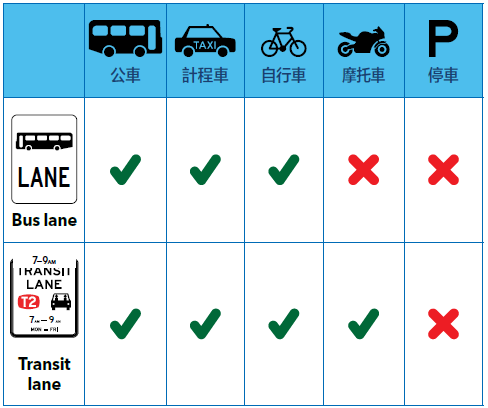 TAXI
P
公車
計程車
自行車
摩托車
停車
LANE
Bus lane
7–9AM
TRANSIT
LANE
T2
7AM–9AM
MON – FRI
Transit
lane